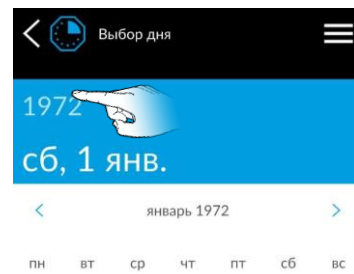 Выбор дня
1972
сб, 1 янв.
январь 1972
пн вт ср чт пт сб вс